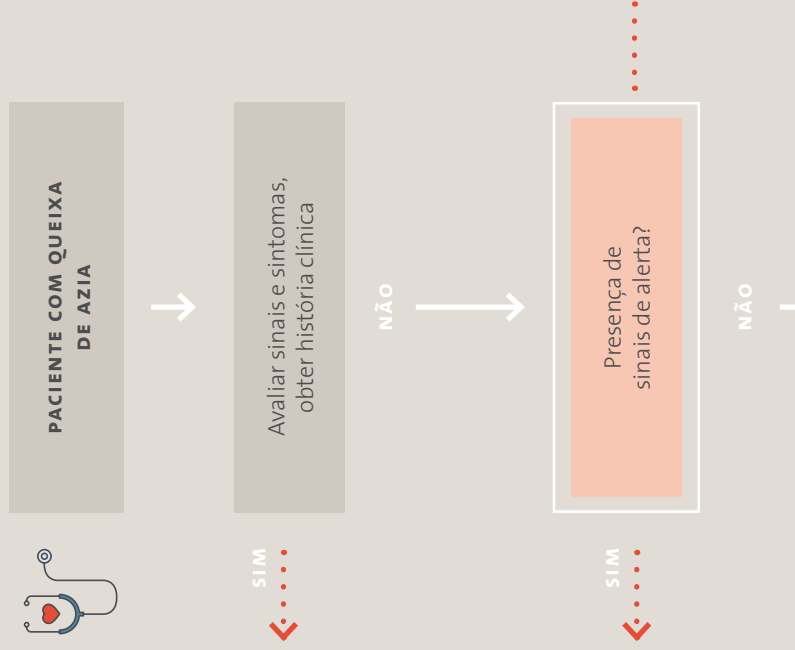 PACIENTE COM QUEIXA
DE AZIA
Avaliar sinais e sintomas,
obter história clínica
SIM
NÃO
Presença de
sinais de alerta?
SIM
NÃO